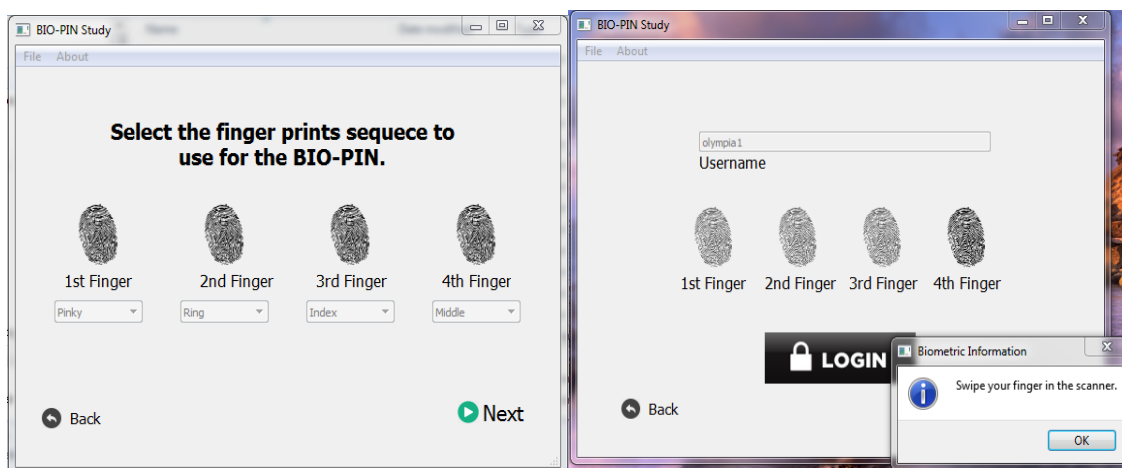 BIO-PIN Study
File About
Select the finger prints sequece to
use for the BIO-PIN.
1st Finger 2nd Finger 3rd Finger 4th Finger
Pinky Ring Index Middle
Back Next
BIO-PIN Study
File About
olympia1
Username
1st Finger 2nd Finger 3rd Finger 4th Finger
LOGIN
Back
Biometric Information
Swipe your finger in the scanner.
OK